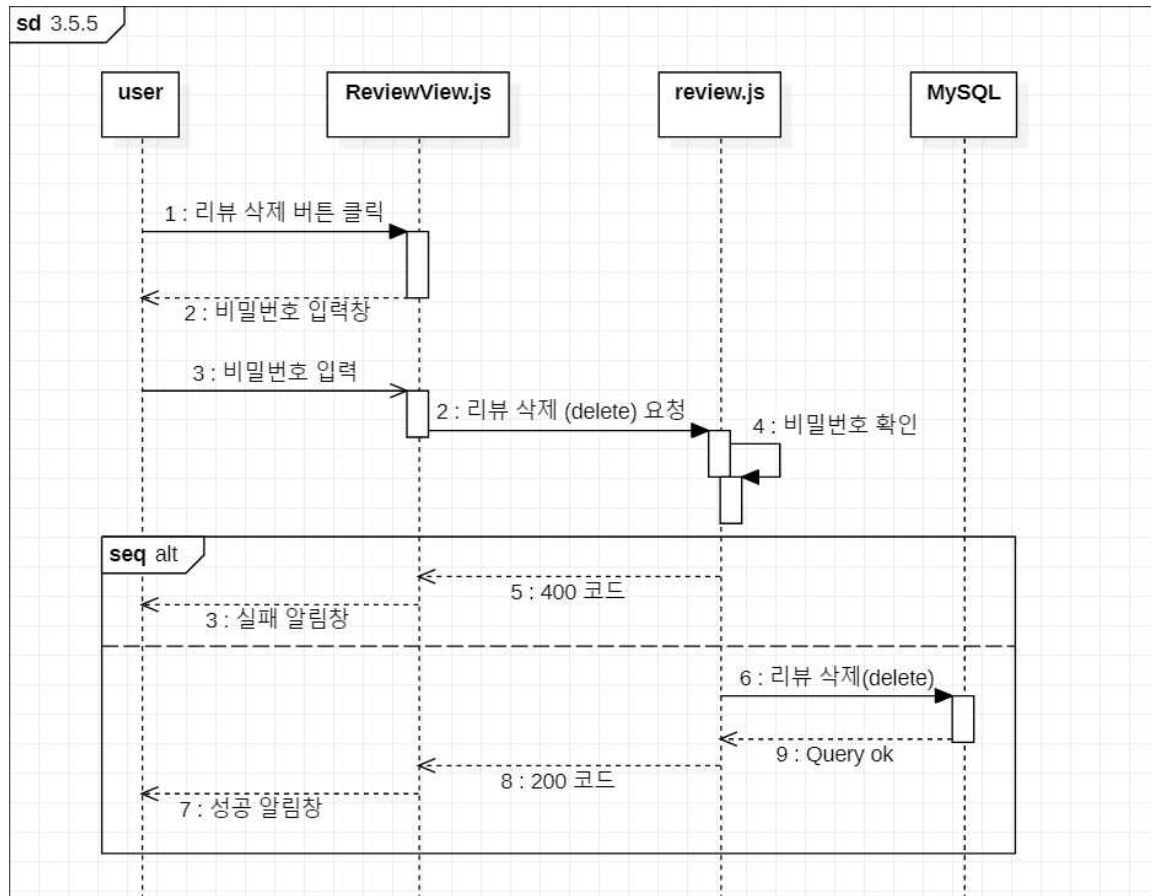 sd 3.5.5
user
ReviewView.js
review.js
MySQL
1 : 리뷰 삭제 버튼 클릭
2 : 비밀번호 입력창
3 : 비밀번호 입력
2 : 리뷰 삭제 (delete) 요청
4 : 비밀번호 확인
seq alt
5 : 400 코드
3 : 실패 알림창
6 : 리뷰 삭제(delete)
9 : Query ok
8 : 200 코드
7 : 성공 알림창